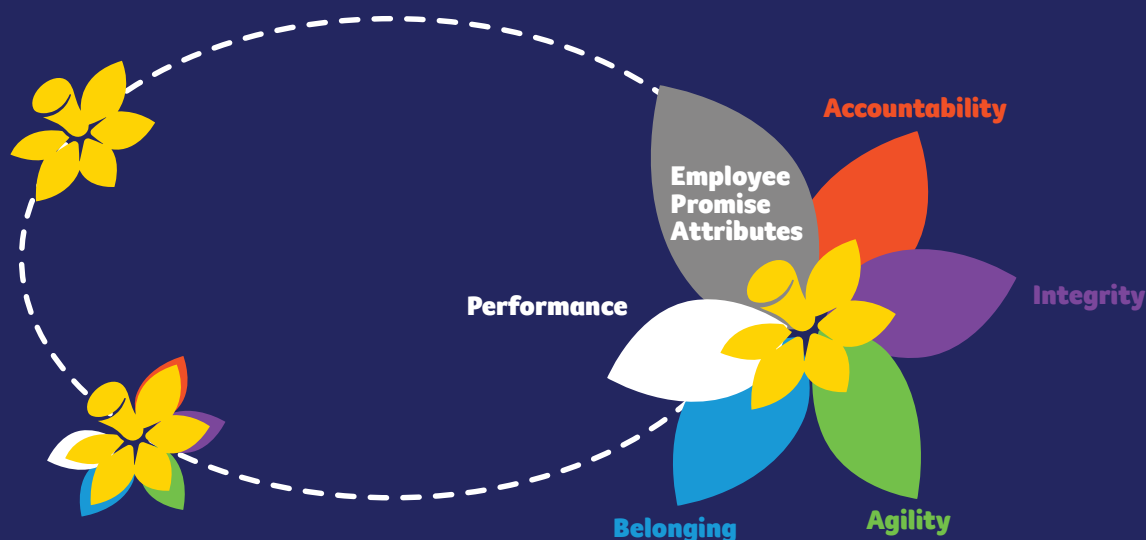 Accountability
Employee
Promise
Attributes
Integrity
Performance
Agility
Belonging